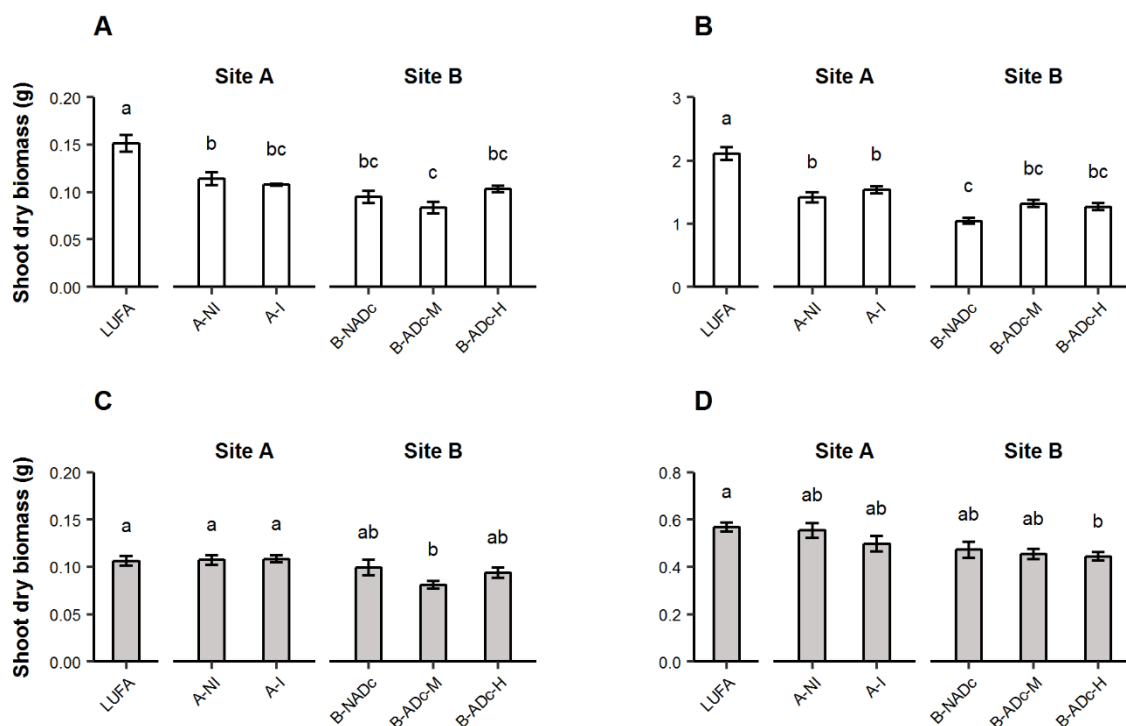 A
Site A
Site B
Shoot dry biomass (g)
0.20
0.15
0.10
0.05
0.00
a
b
bc
bc
c
bc
LUFA
A-NI
A-I
B-NADc
B-ADc-M
B-ADc-H
B
Site A
Site B
3
2
1
0
a
b
b
c
bc
bc
LUFA
A-NI
A-I
B-NADc
B-ADc-M
B-ADc-H
C
Site A
Site B
Shoot dry biomass (g)
0.20
0.15
0.10
0.05
0.00
a
a
a
ab
b
ab
LUFA
A-NI
A-I
B-NADc
B-ADc-M
B-ADc-H
D
Site A
Site B
0.8
0.6
0.4
0.2
0.0
a
ab
ab
ab
ab
b
LUFA
A-NI
A-I
B-NADc
B-ADc-M
B-ADc-H